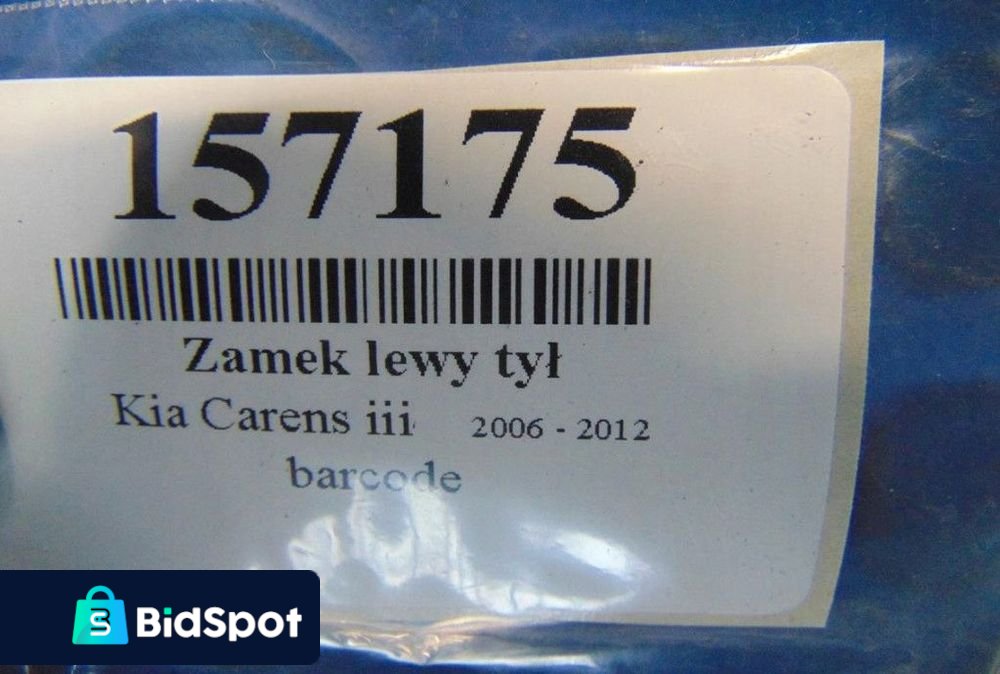 157175
Zamek lewy tył
Kia Carens iii 2006 - 2012
barcode
BidSpot